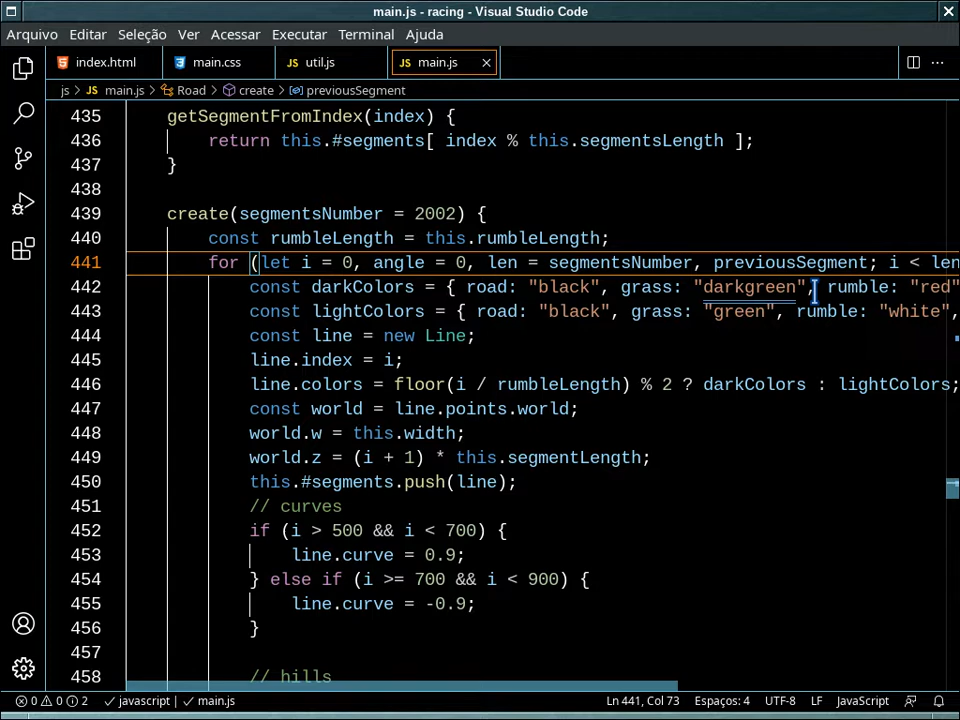 main.js - racing - Visual Studio Code
Arquivo Editar Seleção Ver Acessar Executar Terminal Ajuda
index.html main.css JS util.js JS main.js
js > JS main.js > Road > create > previousSegment
435 getSegmentFromIndex(index) {
436 return this.#segments[ index % this.segmentsLength ];
437 }
438
439 create(segmentsNumber = 2002) {
440 const rumbleLength = this.rumbleLength;
441 for (let i = 0, angle = 0, len = segmentsNumber, previousSegment; i < len
442 const darkColors = { road: "black", grass: "darkgreen", rumble: "red"
443 const lightColors = { road: "black", grass: "green", rumble: "white",
444 const line = new Line;
445 line.index = i;
446 line.colors = floor(i / rumbleLength) % 2 ? darkColors : lightColors;
447 const world = line.points.world;
448 world.w = this.width;
449 world.z = (i + 1) * this.segmentLength;
450 this.#segments.push(line);
451 // curves
452 if (i > 500 && i < 700) {
453 line.curve = 0.9;
454 } else if (i >= 700 && i < 900) {
455 line.curve = -0.9;
456 }
457
458 // hills
0 0 2 javascript | main.js Ln 441, Col 73 Espaços: 4 UTF-8 LF JavaScript